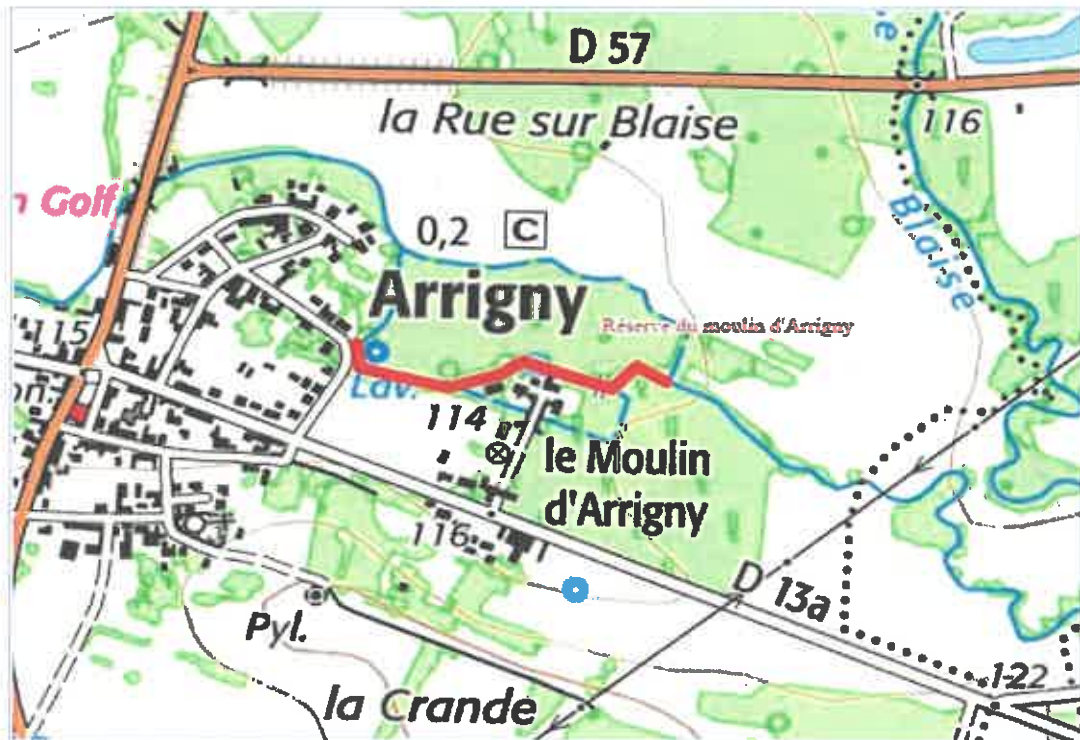 D 57
la Rue sur Blaise
116
n Golf
Blaise
0,2 C
Arrigny
Réserve du moulin d'Arrigny
115
Lav.
114
le Moulin
d'Arrigny
116
D 13a
Pyl.
122
la Crande